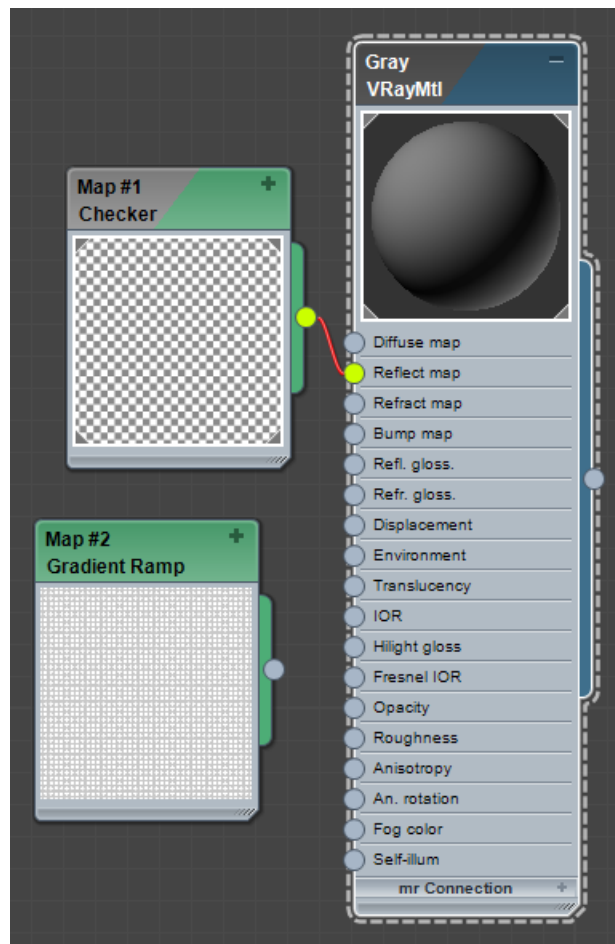 Gray
VRayMtl
Map #1
Checker
Diffuse map
Reflect map
Refract map
Bump map
Refl. gloss.
Refr. gloss.
Displacement
Environment
Translucency
IOR
Hilight gloss
Fresnel IOR
Opacity
Roughness
Anisotropy
An. rotation
Fog color
Self-illum
mr Connection
Map #2
Gradient Ramp